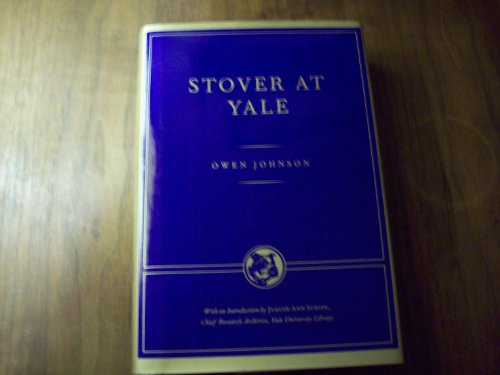 STOVER AT
YALE
OWEN JOHNSON
With an Introduction by JUDITH ANN SCHIFF,
Chief Research Archivist, Yale University Library